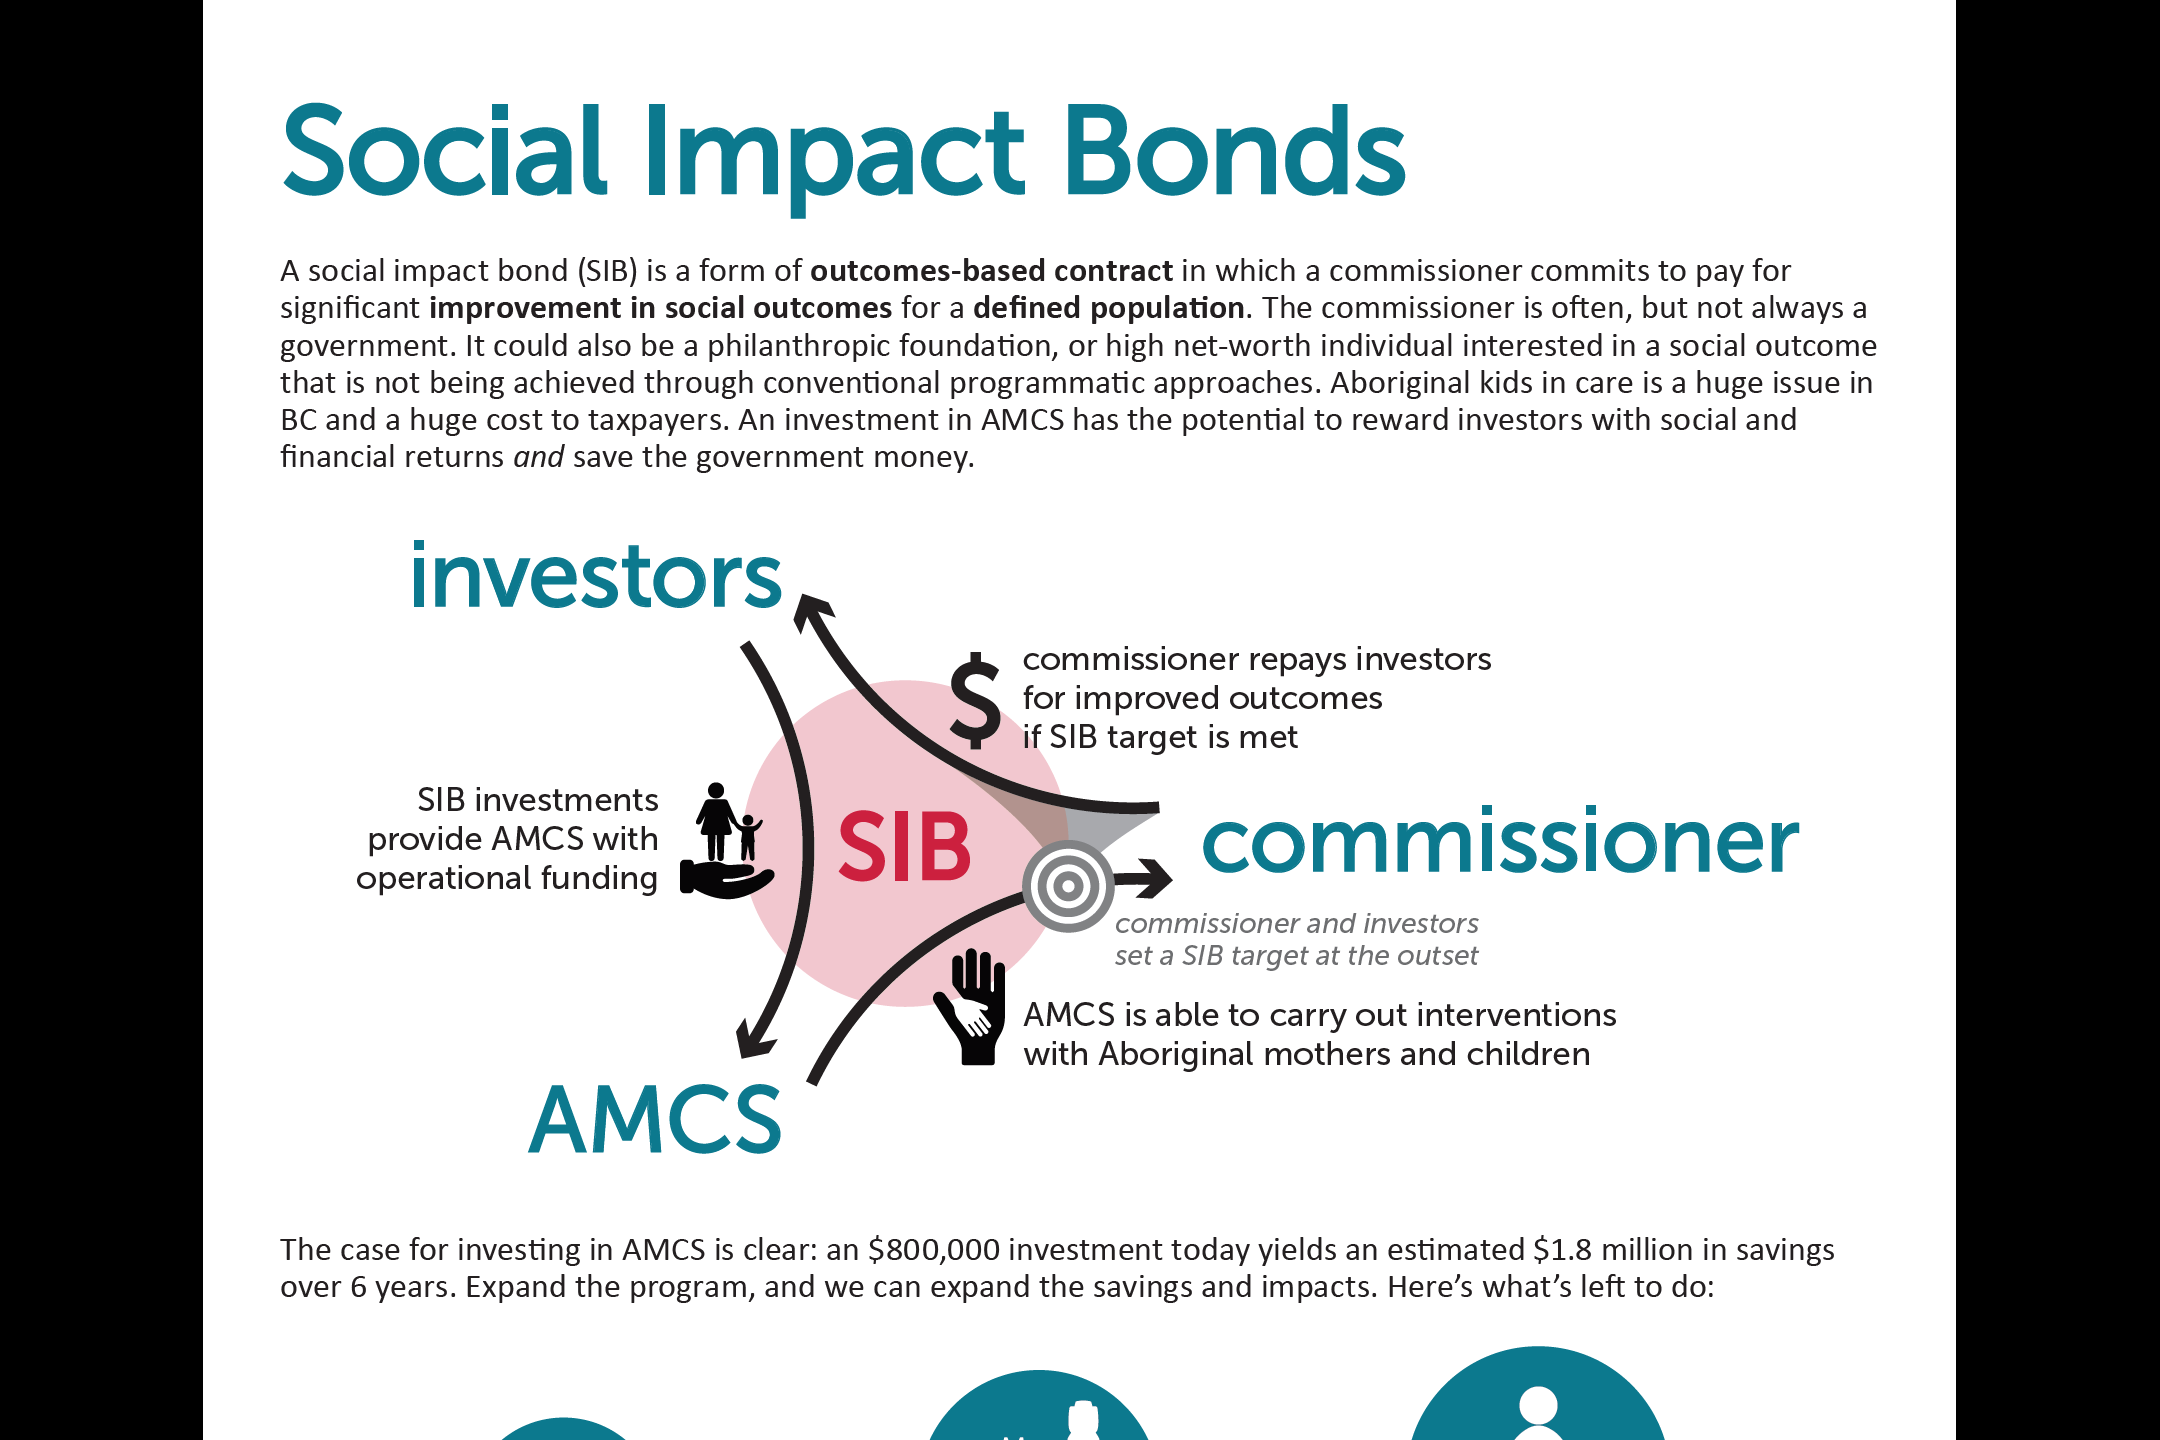 Social Impact Bonds
A social impact bond (SIB) is a form of outcomes-based contract in which a commissioner commits to pay for
significant improvement in social outcomes for a defined population. The commissioner is often, but not always a
government. It could also be a philanthropic foundation, or high net-worth individual interested in a social outcome
that is not being achieved through conventional programmatic approaches. Aboriginal kids in care is a huge issue in
BC and a huge cost to taxpayers. An investment in AMCS has the potential to reward investors with social and
financial returns and save the government money.
investors
$
commissioner repays investors
for improved outcomes
if SIB target is met
SIB investments
provide AMCS with
operational funding
SIB
commissioner
commissioner and investors
set a SIB target at the outset
AMCS is able to carry out interventions
with Aboriginal mothers and children
AMCS
The case for investing in AMCS is clear: an $800,000 investment today yields an estimated $1.8 million in savings
over 6 years. Expand the program, and we can expand the savings and impacts. Here’s what’s left to do: